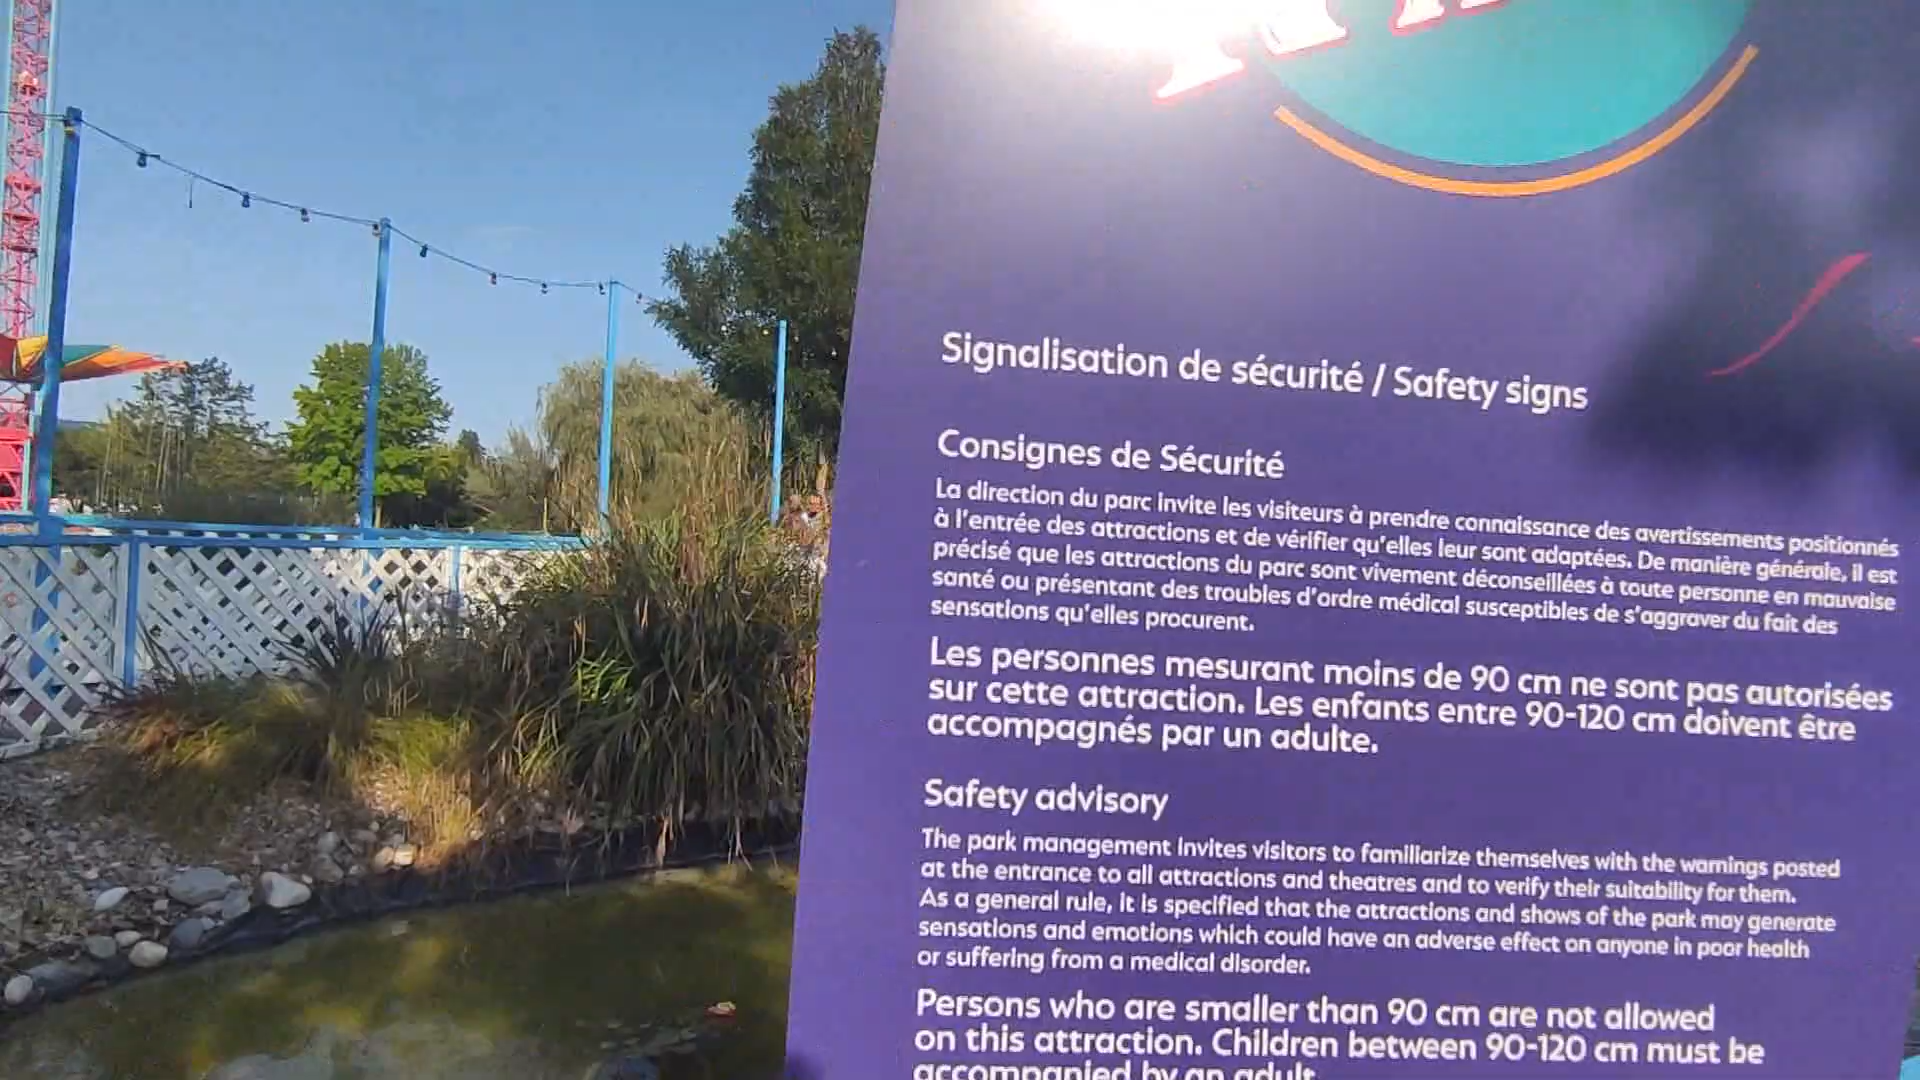 Signalisation de sécurité / Safety signs
Consignes de Sécurité
La direction du parc invite les visiteurs à prendre connaissance des avertissements positionnés
à l'entrée des attractions et de vérifier qu'elles leur sont adaptées. De manière générale, il est
précisé que les attractions du parc sont vivement déconseillées à toute personne en mauvaise
santé ou présentant des troubles d'ordre médical susceptibles de s'aggraver du fait des
sensations qu'elles procurent.
Les personnes mesurant moins de 90 cm ne sont pas autorisées
sur cette attraction. Les enfants entre 90-120 cm doivent être
accompagnés par un adulte.
Safety advisory
The park management invites visitors to familiarize themselves with the warnings posted
at the entrance to all attractions and theatres and to verify their suitability for them.
As a general rule, it is specified that the attractions and shows of the park may generate
sensations and emotions which could have an adverse effect on anyone in poor health
or suffering from a medical disorder.
Persons who are smaller than 90 cm are not allowed
on this attraction. Children between 90-120 cm must be
accompanied by an adult